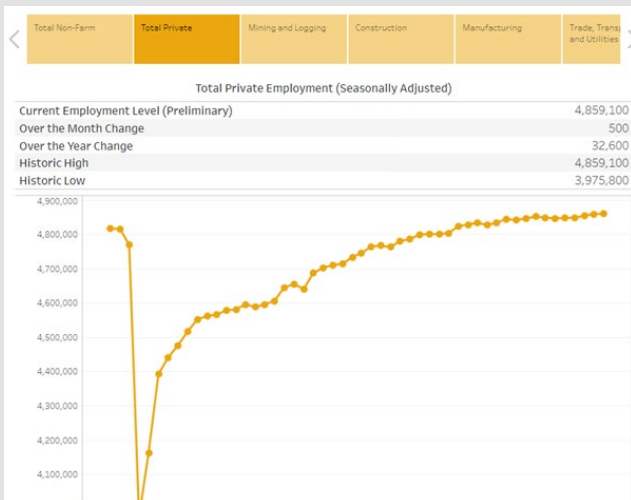 Total Non-Farm
Total Private
Mining and Logging
Construction
Manufacturing
Trade,
and Utilities
Total Private Employment (Seasonally Adjusted)
Current Employment Level (Preliminary) 4,859,100
Over the Month Change 500
Over the Year Change 32,600
Historic High 4,859,100
Historic Low 3,975,800
4,900,000
4,800,000
4,700,000
4,600,000
4,500,000
4,400,000
4,300,000
4,200,000
4,100,000